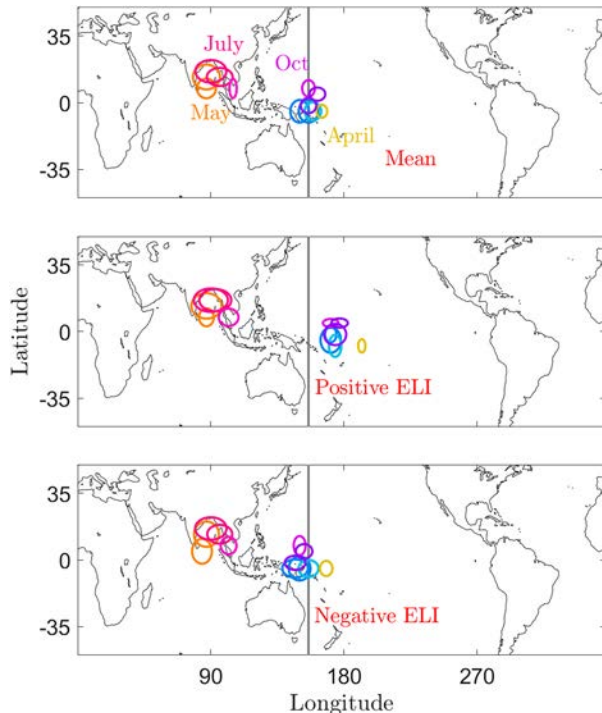 35
July
Oct
0
May
April
Mean
-35
35
0
Latitude
-35
Positive ELI
35
0
-35
Negative ELI
90
180
270
Longitude